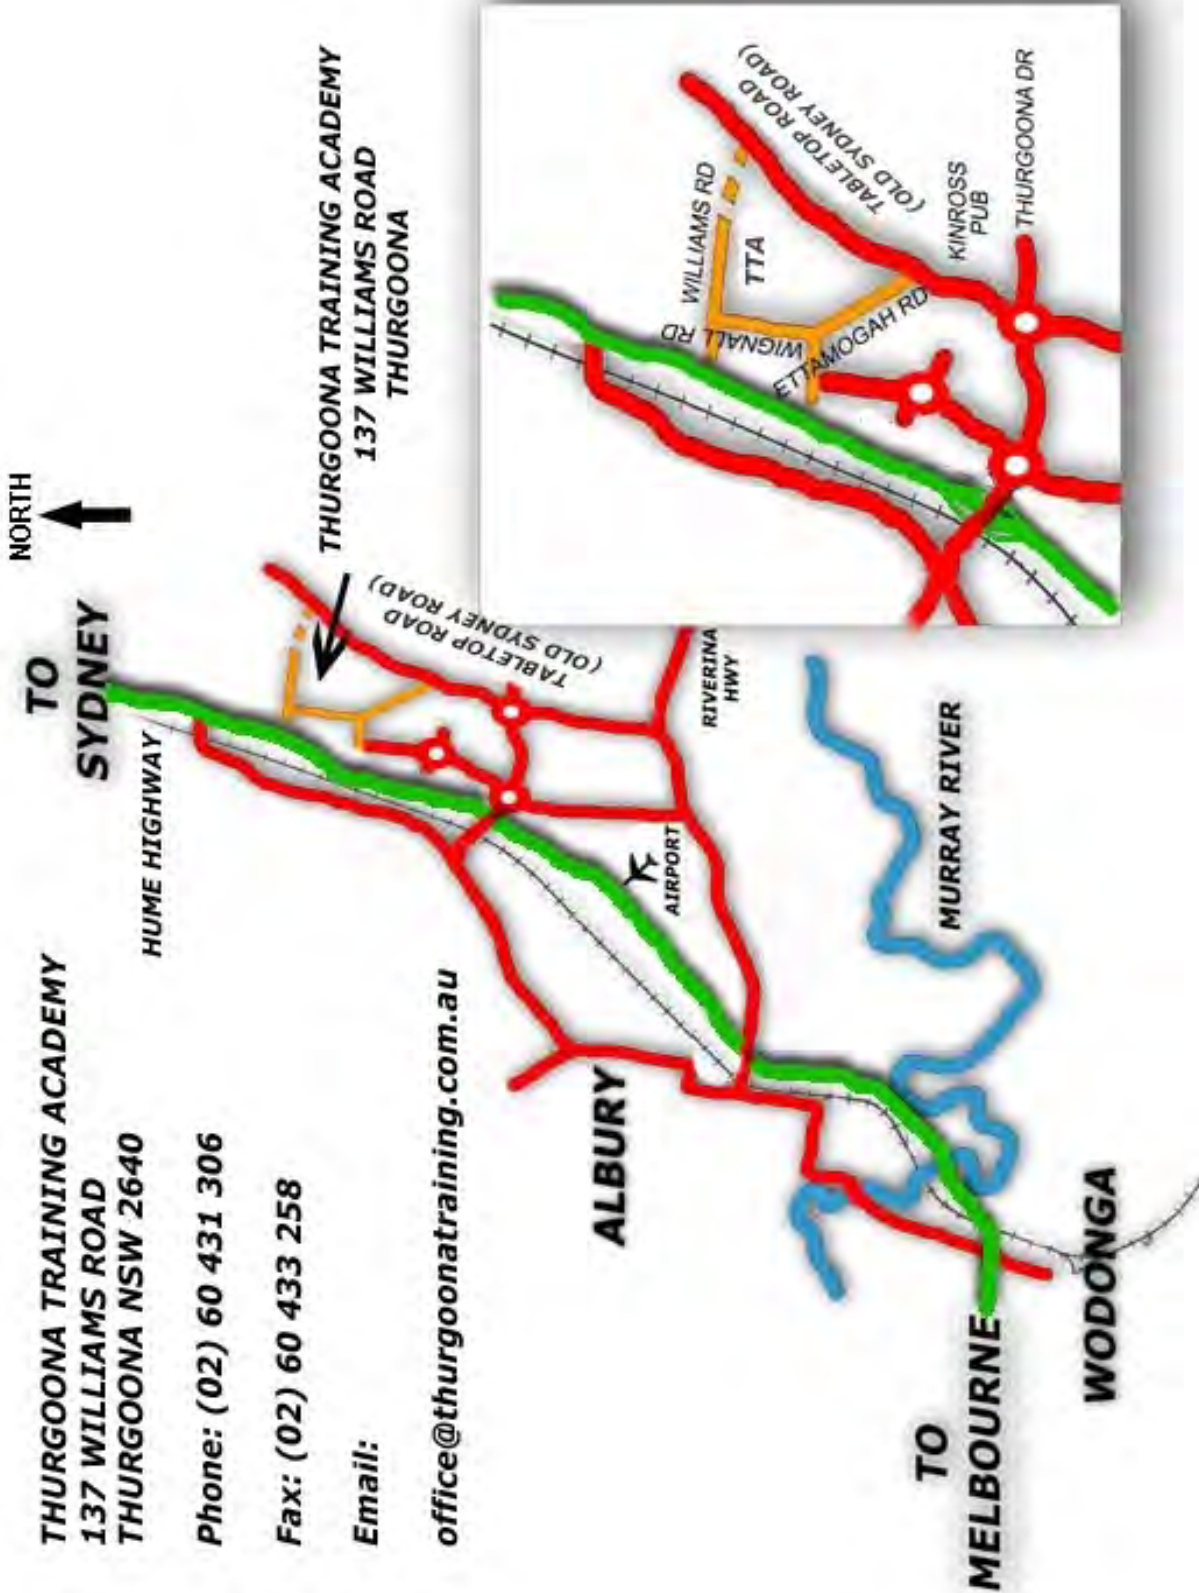 THURGOONA TRAINING ACADEMY
137 WILLIAMS ROAD
THURGOONA NSW 2640
Phone: (02) 60 431 306
Fax: (02) 60 433 258
Email:
office@thurgoonatraining.com.au
TO
SYDNEY
NORTH
HUME HIGHWAY
THURGOONA TRAINING ACADEMY
137 WILLIAMS ROAD
THURGOONA
TABLETOP ROAD
(OLD SYDNEY ROAD)
RIVERINA
HWY
AIRPORT
ALBURY
MURRAY RIVER
TO
MELBOURNE
WODONGA
WILLIAMS RD
TTA
WIGNALL RD
ETTAMOGAH RD
TABLETOP ROAD
(OLD SYDNEY ROAD)
KINROSS
PUB
THURGOONA DR